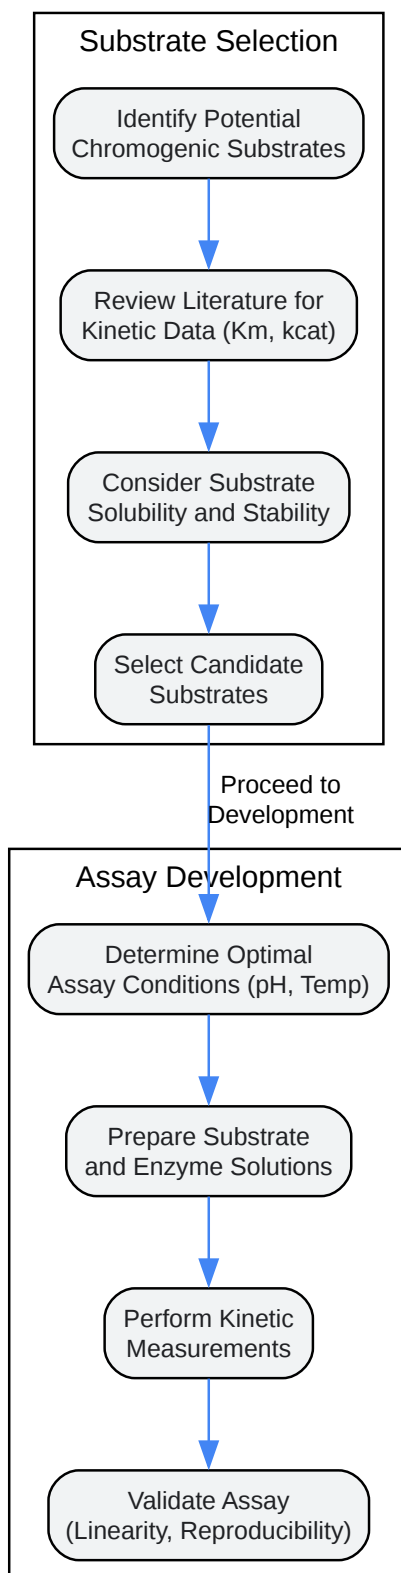 Substrate Selection
Identify Potential
Chromogenic Substrates
Review Literature for
Kinetic Data (Km, kcat)
Consider Substrate
Solubility and Stability
Select Candidate
Substrates
Proceed to
Development
Assay Development
Determine Optimal
Assay Conditions (pH, Temp)
Prepare Substrate
and Enzyme Solutions
Perform Kinetic
Measurements
Validate Assay
(Linearity, Reproducibility)